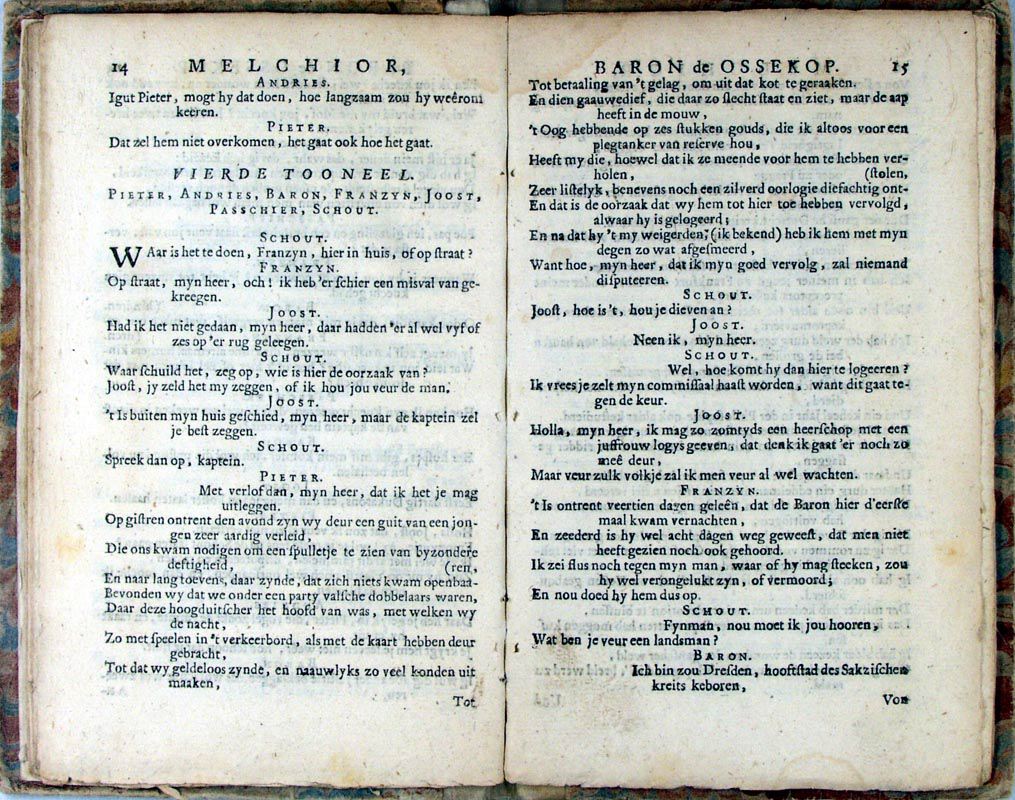 14 MELCHIOR,
ANDRIES.
Igut Pieter, mogt hy dat doen, hoe langzaam zou hy weêrom
keeren.
PIETER.
Dat zel hem niet overkomen, het gaat ook hoe het gaat.
VIERDE TOONEEL.
PIETER, ANDRIES, BARON, FRANZYN, JOOST,
PASSCHIER, SCHOUT.
SCHOUT.
WAar is het te doen, Franzyn, hier in huis, of op straat?
FRANZYN.
Op straat, myn heer, och! ik heb 'er schier een misval van ge-
kreegen.
JOOST.
Had ik het niet gedaan, myn heer, daar hadden 'er al wel vyf of
zes op 'er rug geleegen.
SCHOUT.
Waar schuild het, zeg op, wie is hier de oorzaak van?
Joost, jy zeld het my zeggen, of ik hou jou veur de man.
JOOST.
't Is buiten myn huis geschied, myn heer, maar de kaptein zel
je best zeggen.
SCHOUT.
Spreek dan op, kaptein.
PIETER.
Met verlof dan, myn heer, dat ik het je mag
uitleggen.
Op gistren ontrent den avond zyn wy deur een guit van een jon-
gen zeer aardig verleid,
Die ons kwam nodigen om een spulletje te zien van byzondere
deftigheid, (ren,
En naar lang toevens, daar zynde, dat zich niets kwam openbaa-
Bevonden wy dat we onder een party valsche dobbelaars waren,
Daar deze hoogduitscher het hoofd van was, met welken wy
de nacht,
Zo met speelen in 't verkeerbord, als met de kaart hebben deur
gebracht,
Tot dat wy geldeloos zynde, en naauwlyks zo veel konden uit
maaken,
Tot
BARON de OSSEKOP. 15
Tot betaaling van 't gelag, om uit dat kot te geraaken.
En dien gaauwedief, die daar zo slecht staat en ziet, maar de aap
heeft in de mouw,
't Oog hebbende op zes stukken gouds, die ik altoos voor een
plegtanker van reserve hou,
Heeft my die, hoewel dat ik ze meende voor hem te hebben ver-
holen, (stolen,
Zeer listelyk, benevens noch een zilverd oorlogie diefachtig ont-
En dat is de oorzaak dat wy hem tot hier toe hebben vervolgd,
alwaar hy is gelogeerd;
En na dat hy 't my weigerden, (ik bekend) heb ik hem met myn
degen zo wat afgesmeerd,
Want hoe, myn heer, dat ik myn goed vervolg, zal niemand
disputeeren.
SCHOUT.
Joost, hoe is 't, hou je dieven an?
JOOST.
Neen ik, myn heer.
SCHOUT.
Wel, hoe komt hy dan hier te logeeren?
Ik vrees je zelt myn commissaal haast worden, want dit gaat te-
gen de keur.
JOOST.
Holla, myn heer, ik mag zo zomtyds een heerschop met een
juffrouw logys geeven, dat denk ik gaat 'er noch zo
meê deur,
Maar veur zulk volkje zal ik men veur al wel wachten.
FRANZYN.
't Is ontrent veertien dagen geleên, dat de Baron hier d'eerste
maal kwam vernachten,
En zeederd is hy wel acht dagen weg geweest, dat men niet
heeft gezien noch ook gehoord.
Ik zei flus noch tegen myn man, waar of hy mag steeken, zou
hy wel verongelukt zyn, of vermoord;
En nou doed hy hem dus op.
SCHOUT.
Fynman, nou moet ik jou hooren,
Wat ben je veur een landsman?
BARON.
Ich bin zou Dresden, hooftstad des Sakzischen
kreits keboren,
Von